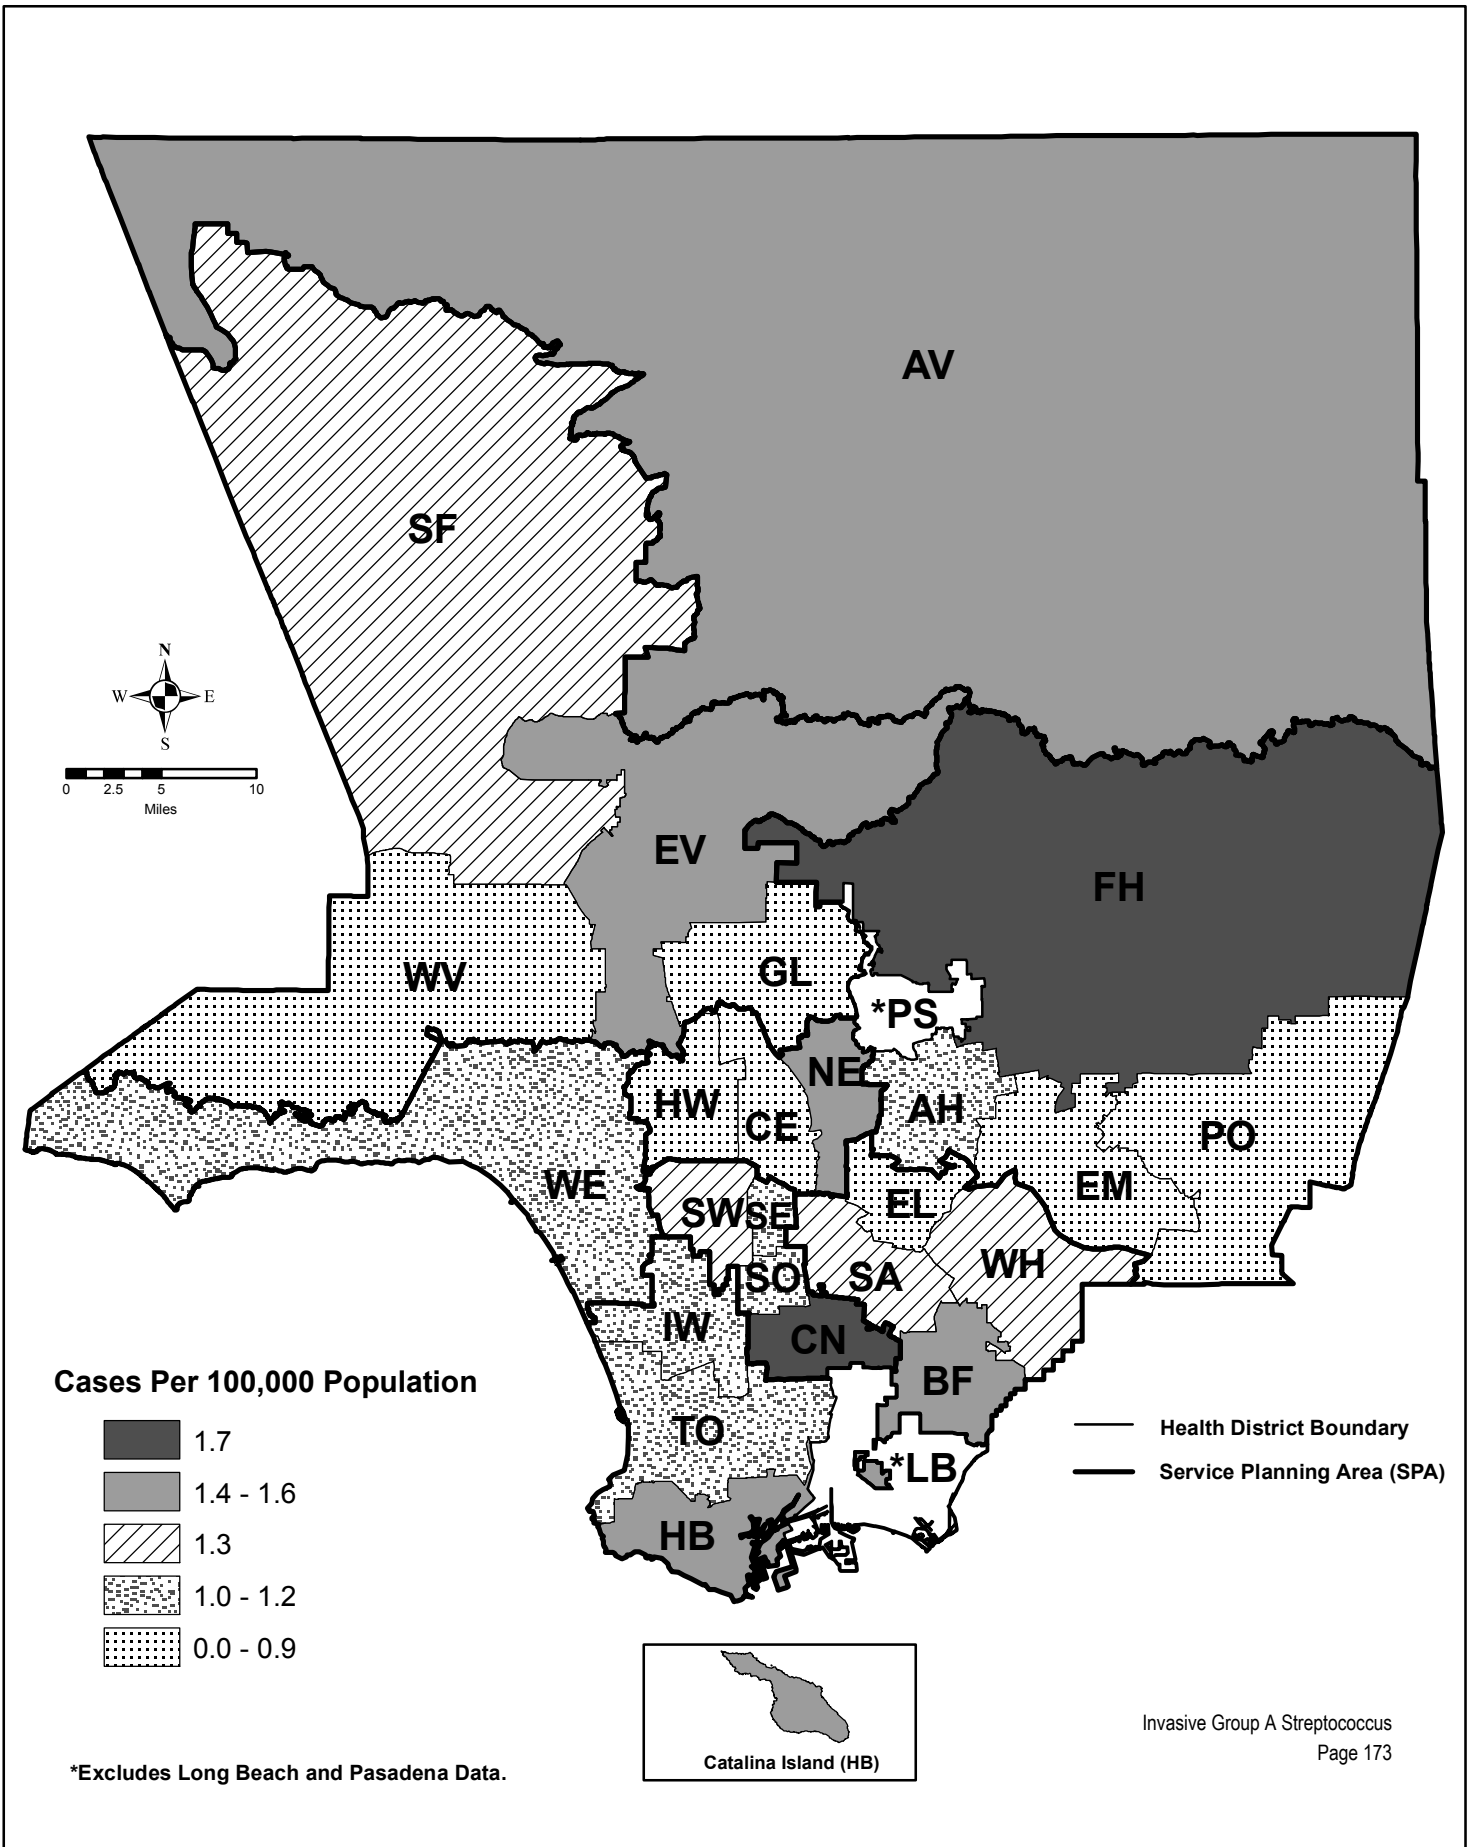 AV
SF
N
W E
S
0 2.5 5 10
Miles
EV
FH
WV
GL
*PS
NE
HW
AH
CE
PO
WE
EM
SW
SE
EL
WH
SO
SA
IW
CN
BF
TO
*LB
HB
Cases Per 100,000 Population
1.7
1.4 - 1.6
1.3
1.0 - 1.2
0.0 - 0.9
Health District Boundary
Service Planning Area (SPA)
Catalina Island (HB)
Invasive Group A Streptococcus
Page 173
*Excludes Long Beach and Pasadena Data.